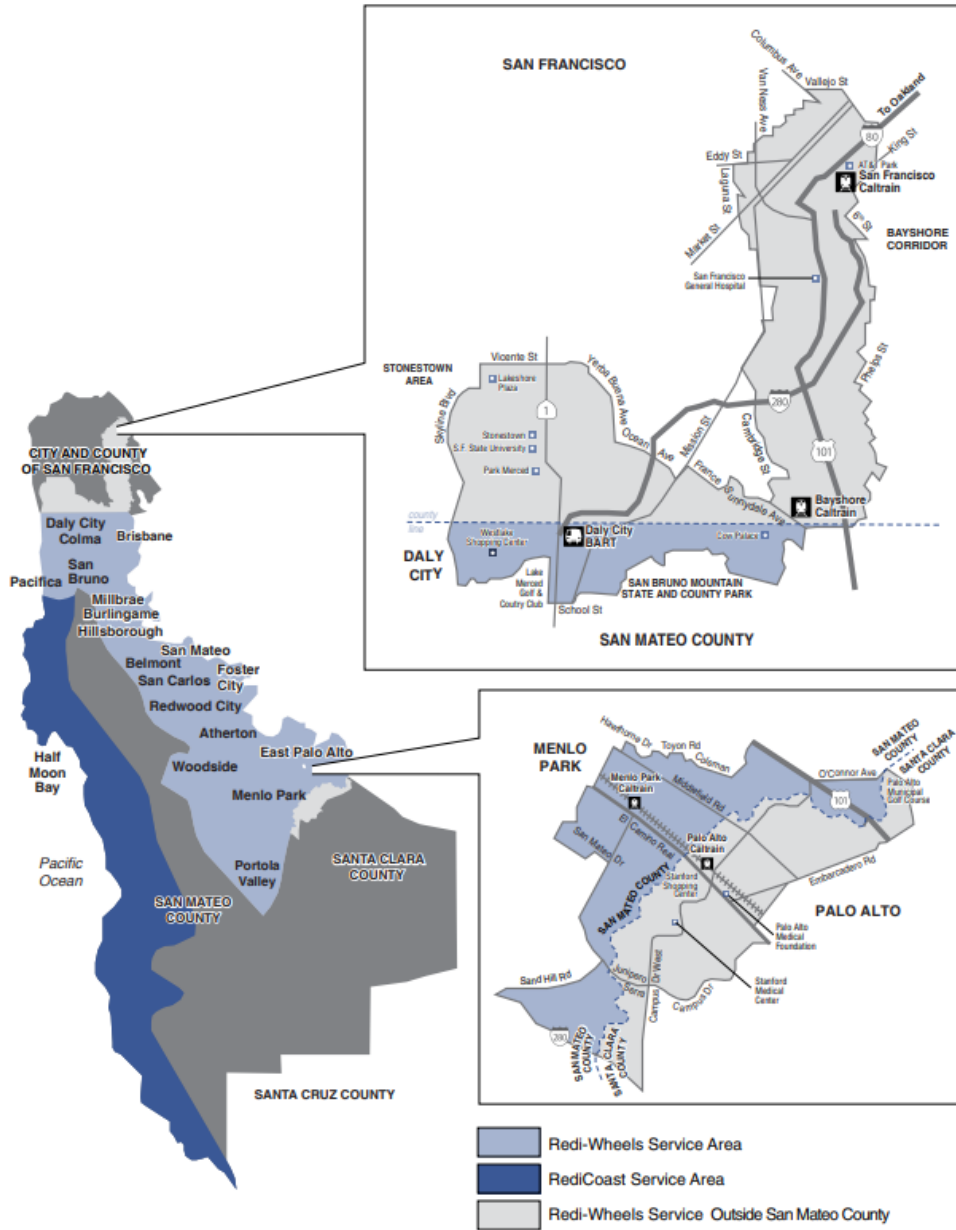 SAN FRANCISCO
Columbus Ave
Van Ness Ave
Vallejo St
To Oakland
80
King St
Eddy St
AT&T Park
San Francisco
Caltrain
Laguna St
6th St
Market St
BAYSHORE
CORRIDOR
San Francisco
General Hospital
Phelps St
STONESTOWN
AREA
Vicente St
Yerba Buena Ave
Lakeshore
Plaza
Skyline Blvd
1
280
Ocean Ave
Mission St
Cambridge St
Stonestown
S.F. State University
101
Park Merced
France St
Sunnydale Ave
Bayshore
Caltrain
county
line
Westlake
Shopping Center
Daly City
BART
Cow Palace
DALY
CITY
Lake
Merced
Golf &
Coutry Club
SAN BRUNO MOUNTAIN
STATE AND COUNTY PARK
School St
SAN MATEO COUNTY
CITY AND COUNTY
OF SAN FRANCISCO
Daly City
Colma
Brisbane
San
Bruno
Pacifica
Millbrae
Burlingame
Hillsborough
San Mateo
Belmont
Foster
City
San Carlos
Redwood City
Atherton
East Palo Alto
Half
Moon
Bay
Woodside
Menlo Park
Pacific
Ocean
Portola
Valley
SANTA CLARA
COUNTY
SAN MATEO
COUNTY
SANTA CRUZ COUNTY
MENLO
PARK
Hawthorne Dr
Toyon Rd
Coleman
SAN MATEO
COUNTY
SANTA CLARA
COUNTY
O'Connor Ave
Menlo Park
Caltrain
Middlefield Rd
101
Palo Alto
Municipal
Golf Course
El Camino Real
San Mateo Dr
Palo Alto
Caltrain
Embarcadero Rd
Stanford
Shopping
Center
SAN MATEO COUNTY
PALO ALTO
Palo Alto
Medical
Foundation
Sand Hill Rd
Junipero
Serra
Campus Dr West
Campus Dr
Stanford
Medical
Center
280
SAN MATEO
COUNTY
SANTA CLARA
COUNTY
Redi-Wheels Service Area
RediCoast Service Area
Redi-Wheels Service Outside San Mateo County